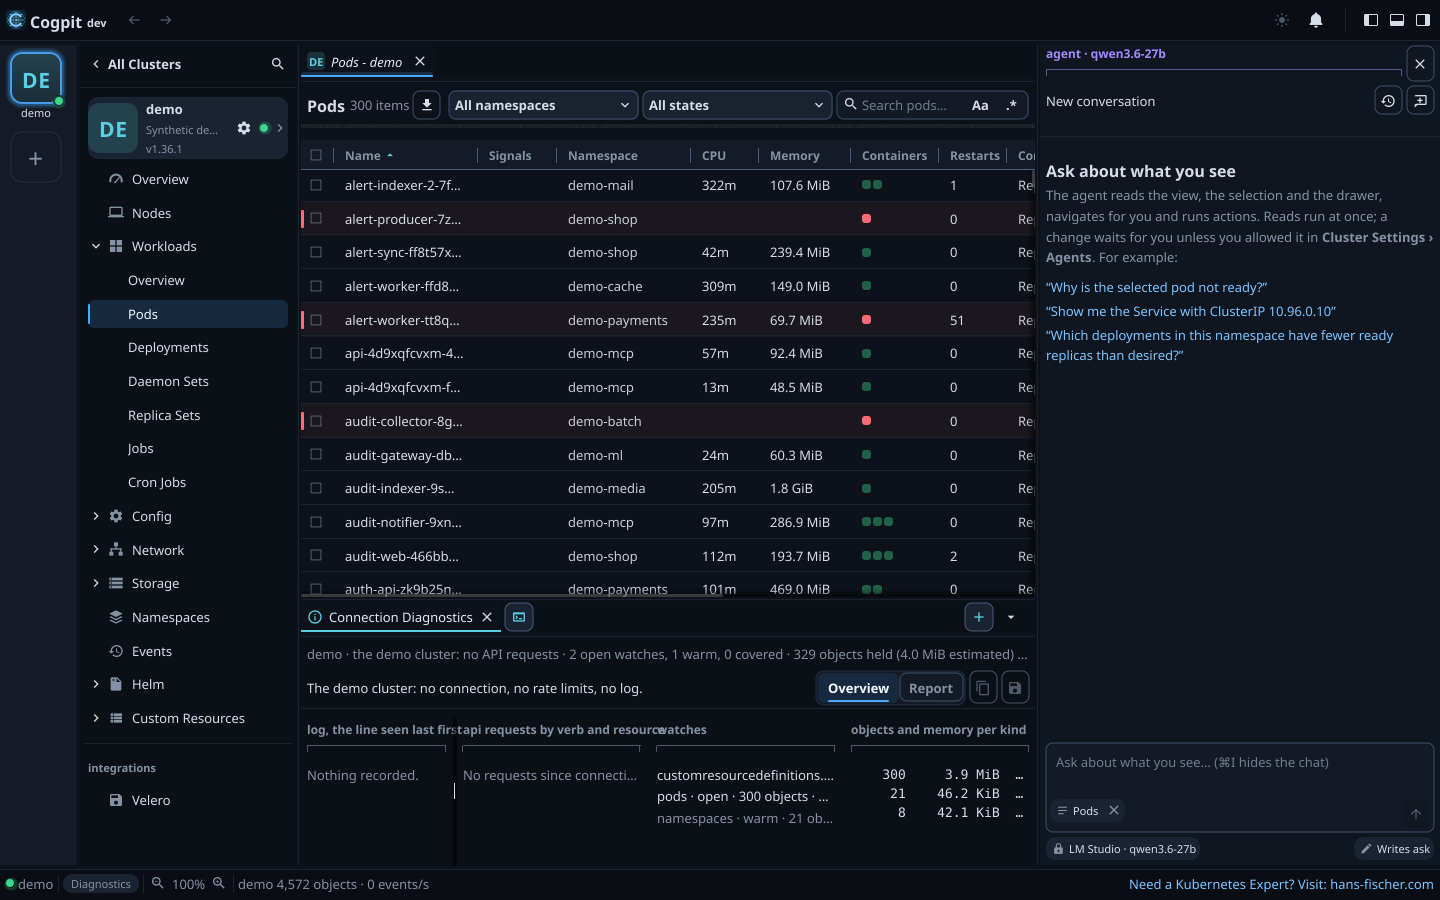 Cogpit dev
DE
demo
All Clusters
DE
demo
Synthetic de...
v1.36.1
Overview
Nodes
Workloads
Overview
Pods
Deployments
Daemon Sets
Replica Sets
Jobs
Cron Jobs
Config
Network
Storage
Namespaces
Events
Helm
Custom Resources
integrations
Velero
DE Pods - demo
Pods 300 items All namespaces All states Search pods... Aa .*
Name Signals Namespace CPU Memory Containers Restarts
alert-indexer-2-7f... demo-mail 322m 107.6 MiB 1
alert-producer-7z... demo-shop 0
alert-sync-ff8t57x... demo-shop 42m 239.4 MiB 0
alert-worker-ffd8... demo-cache 309m 149.0 MiB 0
alert-worker-tt8q... demo-payments 235m 69.7 MiB 51
api-4d9xqfcvxm-4... demo-mcp 57m 92.4 MiB 0
api-4d9xqfcvxm-f... demo-mcp 13m 48.5 MiB 0
audit-collector-8g... demo-batch 0
audit-gateway-db... demo-ml 24m 60.3 MiB 0
audit-indexer-9s... demo-media 205m 1.8 GiB 0
audit-notifier-9xn... demo-mcp 97m 286.9 MiB 0
audit-web-466bb... demo-shop 112m 193.7 MiB 2
auth-api-zk9b25n... demo-payments 101m 469.0 MiB 0
Connection Diagnostics
demo · the demo cluster: no API requests · 2 open watches, 1 warm, 0 covered · 329 objects held (4.0 MiB estimated) ...
The demo cluster: no connection, no rate limits, no log.
Overview Report
log, the line seen last first
Nothing recorded.
api requests by verb and resource
No requests since connecti...
watches
customresourcedefinitions....
pods · open · 300 objects · ...
namespaces · warm · 21 ob...
objects and memory per kind
300 3.9 MiB ...
21 46.2 KiB ...
8 42.1 KiB ...
agent · qwen3.6-27b
New conversation
Ask about what you see
The agent reads the view, the selection and the drawer,
navigates for you and runs actions. Reads run at once; a
change waits for you unless you allowed it in Cluster Settings ›
Agents. For example:
“Why is the selected pod not ready?”
“Show me the Service with ClusterIP 10.96.0.10”
“Which deployments in this namespace have fewer ready
replicas than desired?”
Ask about what you see... (⌘I hides the chat)
Pods
LM Studio · qwen3.6-27b
Writes ask
demo Diagnostics 100% demo 4,572 objects · 0 events/s
Need a Kubernetes Expert? Visit: hans-fischer.com